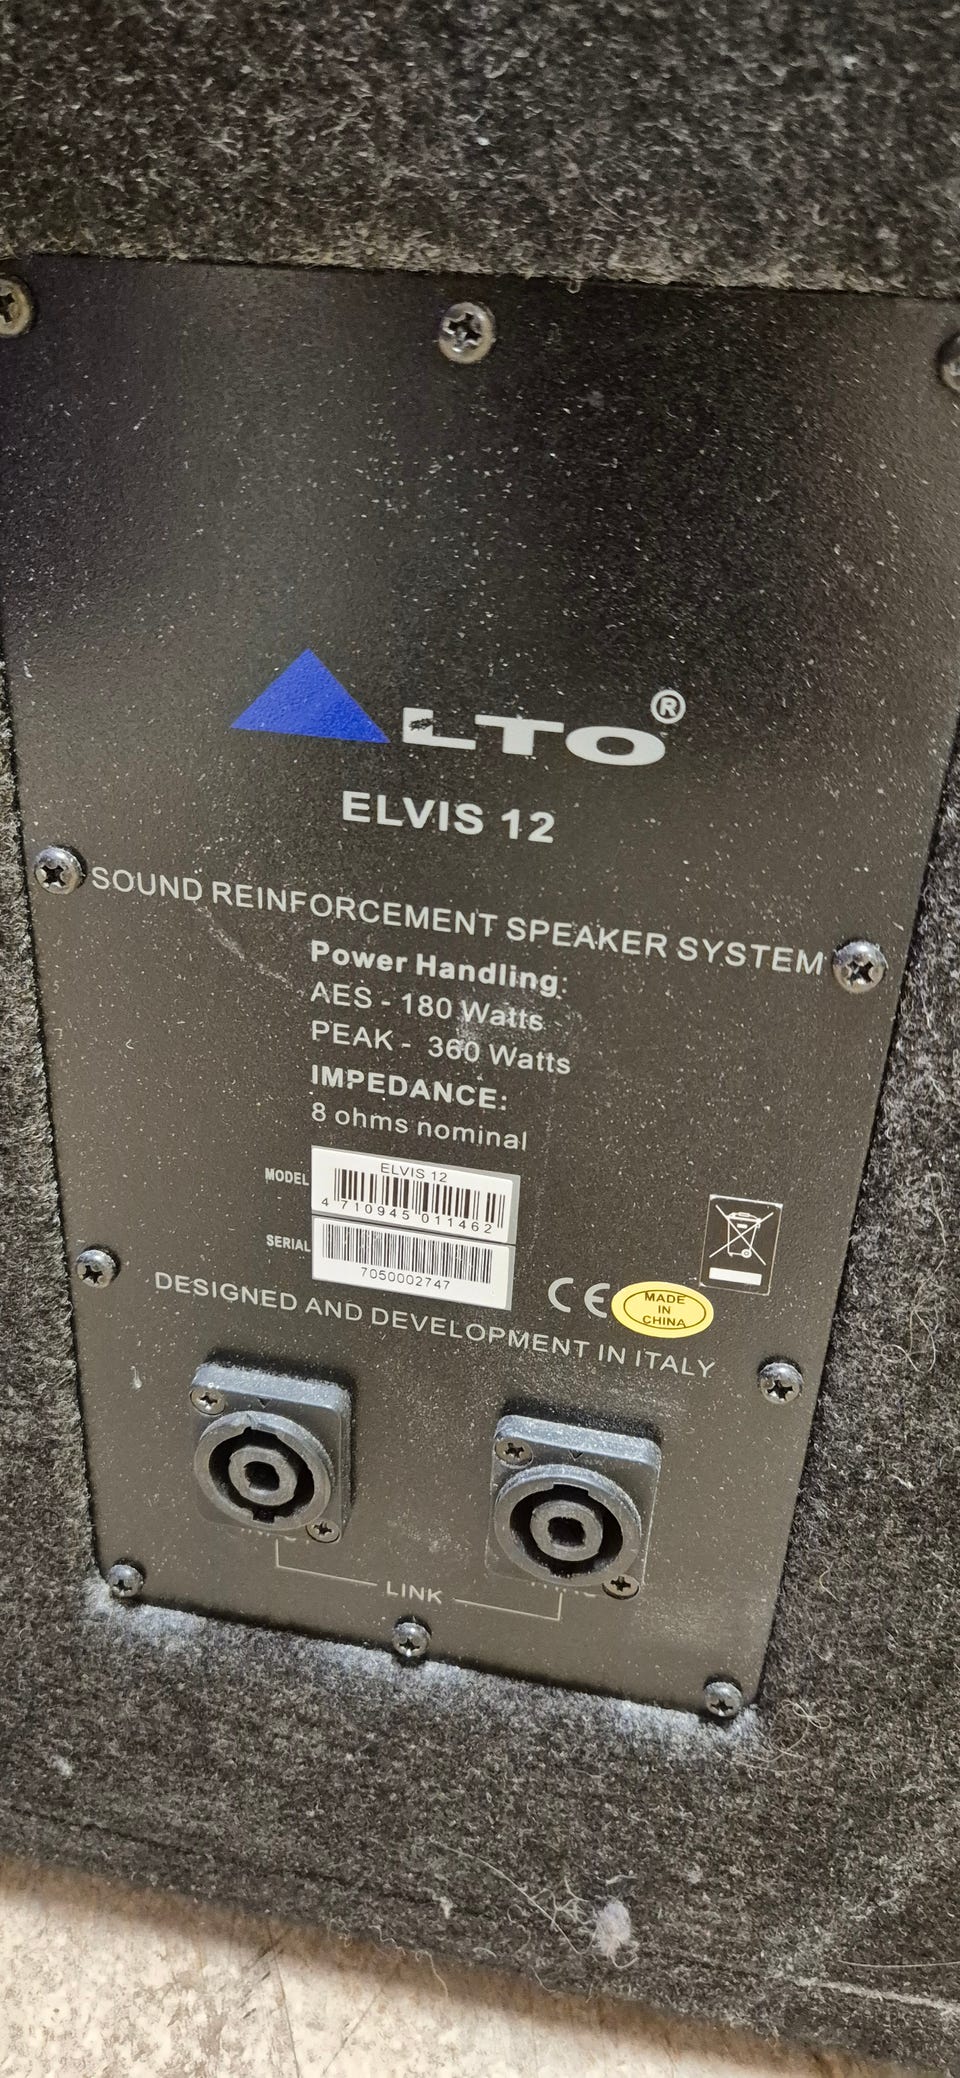 ALTO®
ELVIS 12
SOUND REINFORCEMENT SPEAKER SYSTEM
Power Handling:
AES - 180 Watts
PEAK - 360 Watts
IMPEDANCE:
8 ohms nominal
MODEL
ELVIS 12
4 710945 011462
SERIAL
7050002747
CE
MADE
IN
CHINA
DESIGNED AND DEVELOPMENT IN ITALY
LINK